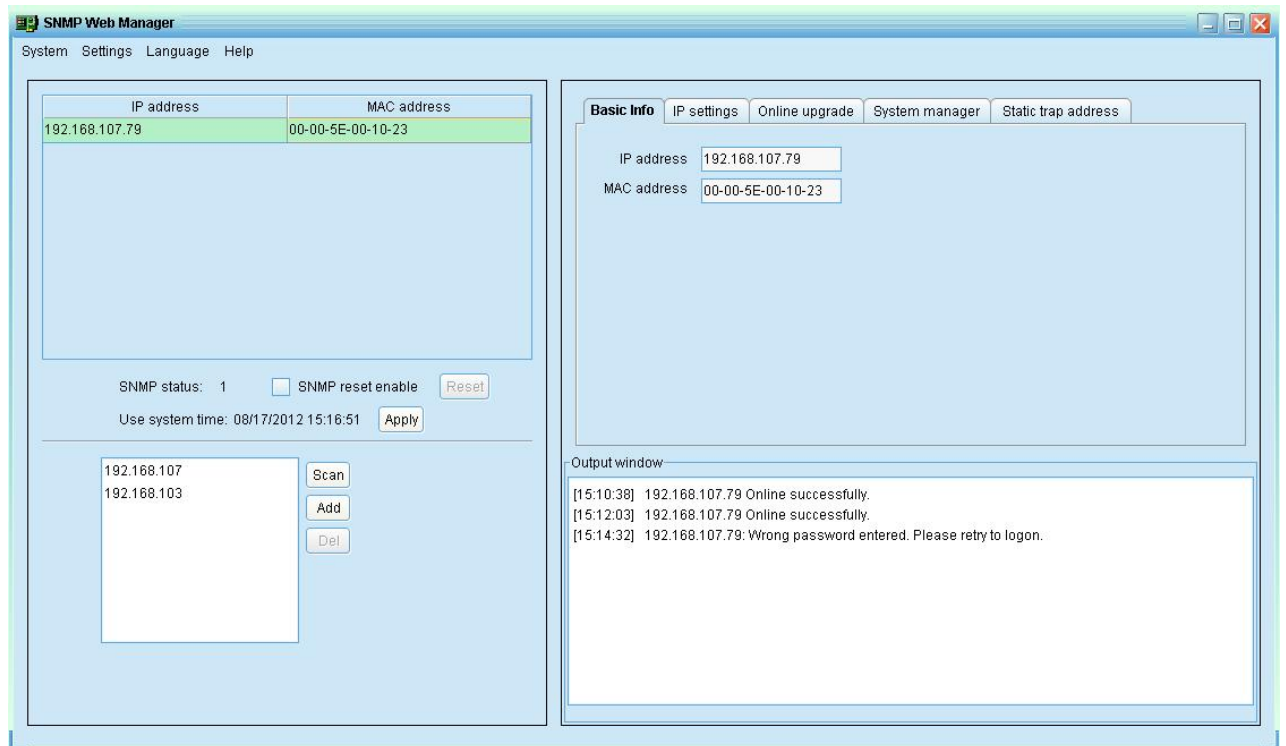 SNMP Web Manager
System Settings Language Help
IP address MAC address
192.168.107.79 00-00-5E-00-10-23
SNMP status: 1 SNMP reset enable Reset
Use system time: 08/17/2012 15:16:51 Apply
192.168.107
192.168.103
Scan
Add
Del
Basic Info IP settings Online upgrade System manager Static trap address
IP address 192.168.107.79
MAC address 00-00-5E-00-10-23
Output window
[15:10:38] 192.168.107.79 Online successfully.
[15:12:03] 192.168.107.79 Online successfully.
[15:14:32] 192.168.107.79: Wrong password entered. Please retry to logon.